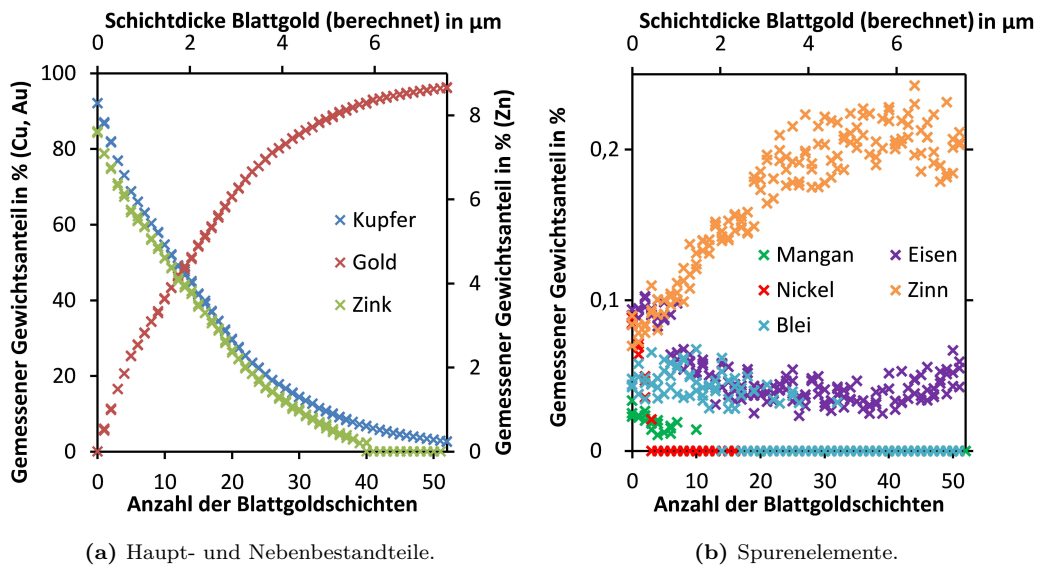 Schichtdicke Blattgold (berechnet) in µm
0 2 4 6
Gemessener Gewichtsanteil in % (Cu, Au)
100
80
60
40
20
0
Kupfer
Gold
Zink
8
6
4
2
0
Gemessener Gewichtsanteil in % (Zn)
0 10 20 30 40 50
Anzahl der Blattgoldschichten
(a) Haupt- und Nebenbestandteile.
Schichtdicke Blattgold (berechnet) in µm
0 2 4 6
Gemessener Gewichtsanteil in %
0,2
0,1
0
Mangan Eisen
Nickel Zinn
Blei
0 10 20 30 40 50
Anzahl der Blattgoldschichten
(b) Spurenelemente.